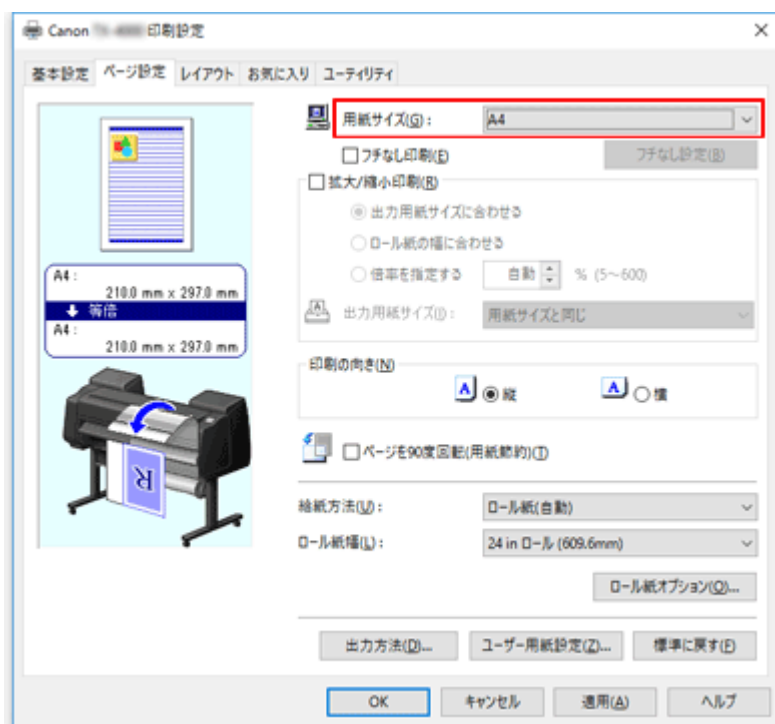 Canon 印刷設定
基本設定 ページ設定 レイアウト お気に入り ユーティリティ
用紙サイズ(G): A4
フチなし印刷(E) フチなし設定(B)
拡大/縮小印刷(R)
出力用紙サイズに合わせる
ロール紙の幅に合わせる
倍率を指定する 自動 % (5～600)
出力用紙サイズ(I): 用紙サイズと同じ
A4 :
210.0 mm x 297.0 mm
等倍
A4 :
210.0 mm x 297.0 mm
R
印刷の向き(N)
A 縦 A 横
ページを90度回転(用紙節約)(T)
給紙方法(U): ロール紙(自動)
ロール紙幅(L): 24 in ロール (609.6mm)
ロール紙オプション(O)...
出力方法(D)... ユーザー用紙設定(Z)... 標準に戻す(F)
OK キャンセル 適用(A) ヘルプ